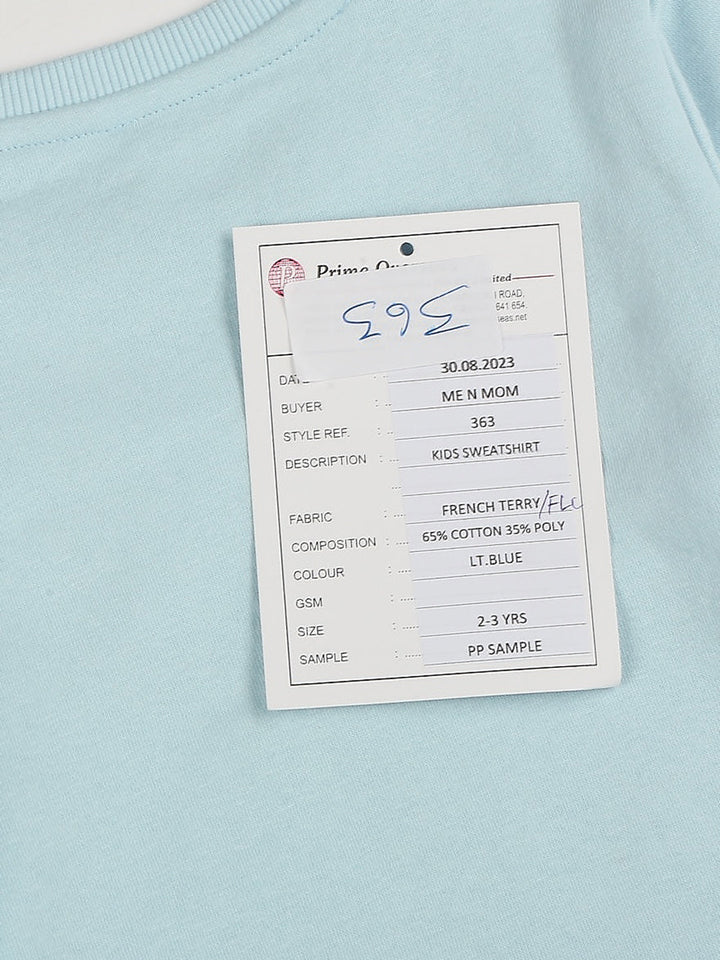 Prime
ited
ROAD,
641 654.
eas.net
363
DATE : 30.08.2023
BUYER : ME N MOM
STYLE REF. : 363
DESCRIPTION : KIDS SWEATSHIRT
FABRIC : FRENCH TERRY/FLC
COMPOSITION : 65% COTTON 35% POLY
COLOUR : LT.BLUE
GSM :
SIZE : 2-3 YRS
SAMPLE : PP SAMPLE